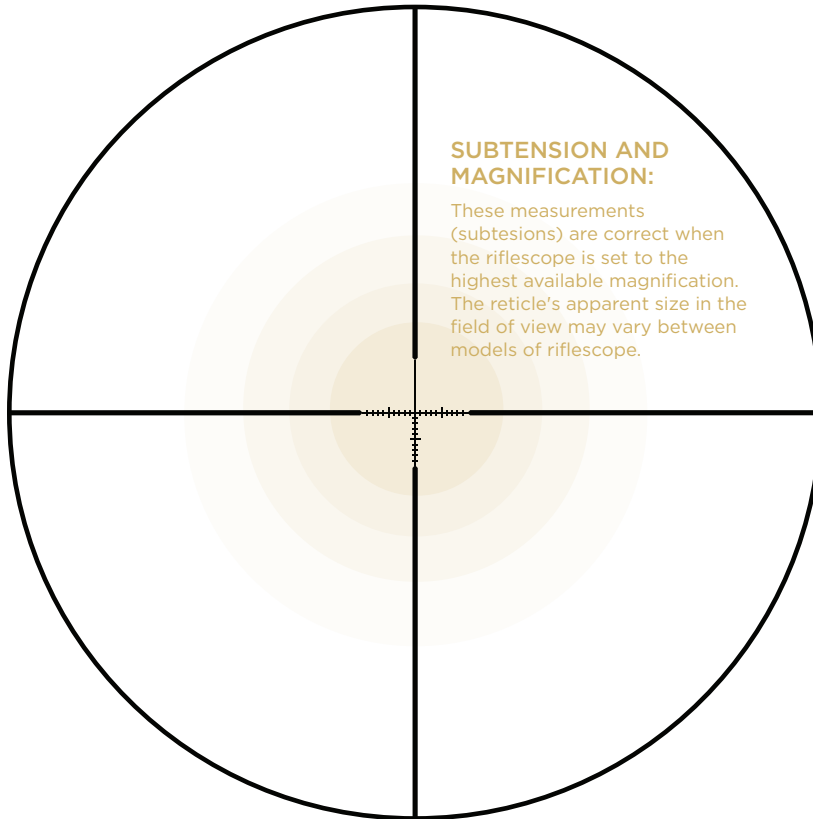 SUBTENSION AND
MAGNIFICATION:
These measurements
(subtesions) are correct when
the riflescope is set to the
highest available magnification.
The reticle's apparent size in the
field of view may vary between
models of riflescope.